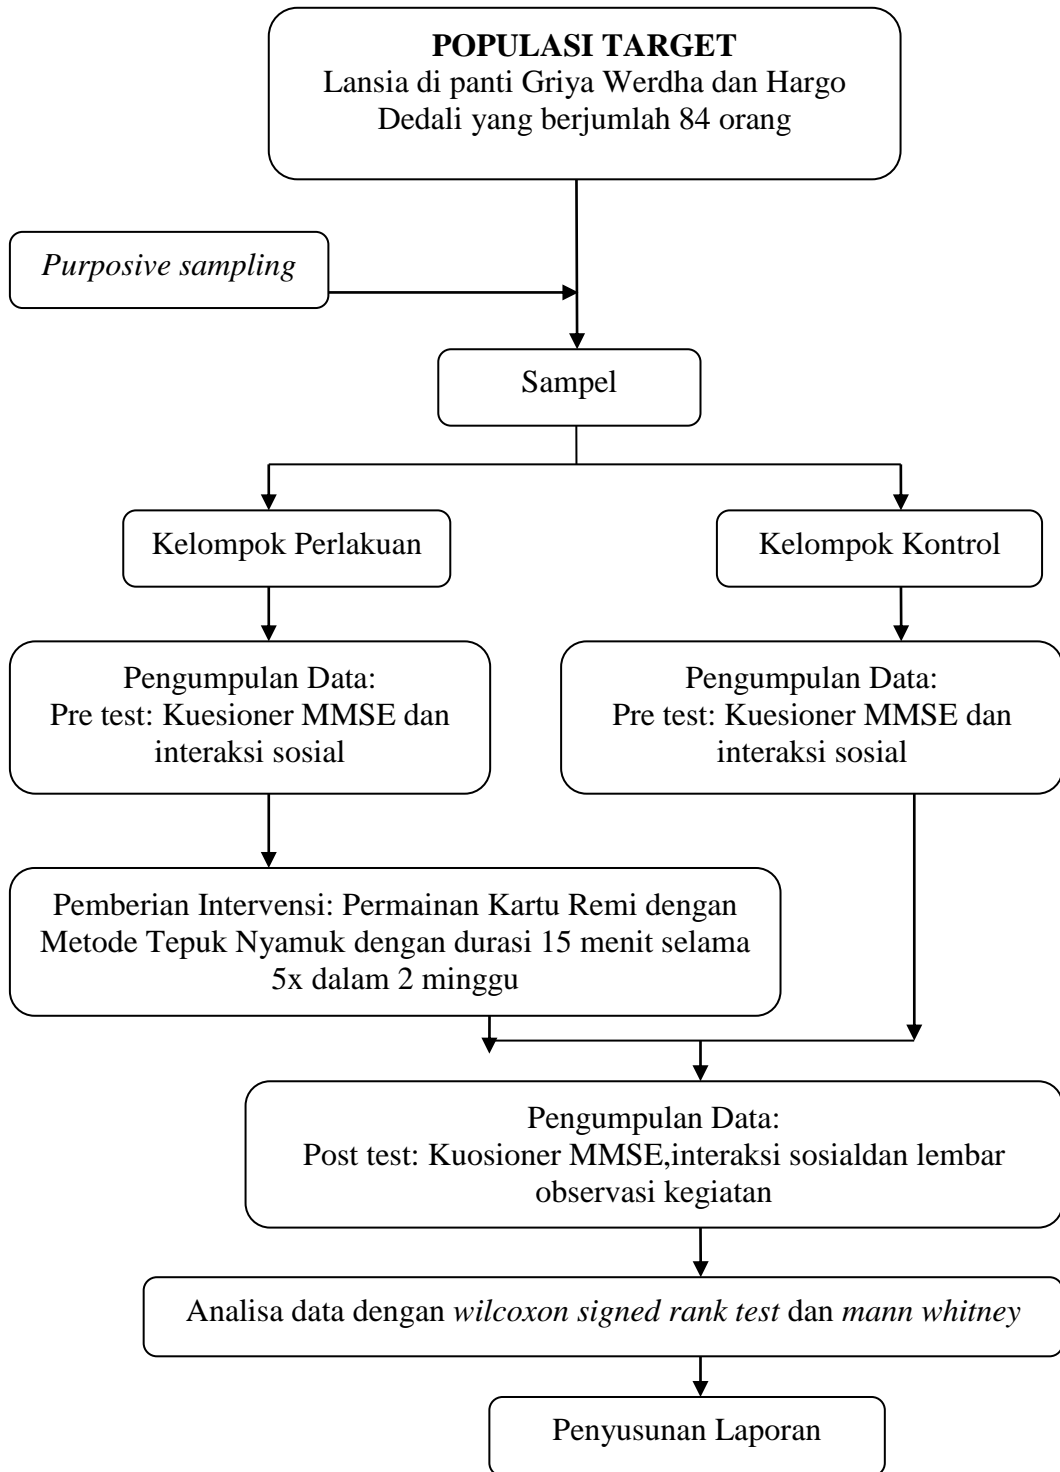 POPULASI TARGET
Lansia di panti Griya Werdha dan Hargo
Dedali yang berjumlah 84 orang
Purposive sampling
Sampel
Kelompok Perlakuan
Kelompok Kontrol
Pengumpulan Data:
Pre test: Kuesioner MMSE dan
interaksi sosial
Pengumpulan Data:
Pre test: Kuesioner MMSE dan
interaksi sosial
Pemberian Intervensi: Permainan Kartu Remi dengan
Metode Tepuk Nyamuk dengan durasi 15 menit selama
5x dalam 2 minggu
Pengumpulan Data:
Post test: Kuosioner MMSE,interaksi sosialdan lembar
observasi kegiatan
Analisa data dengan wilcoxon signed rank test dan mann whitney
Penyusunan Laporan